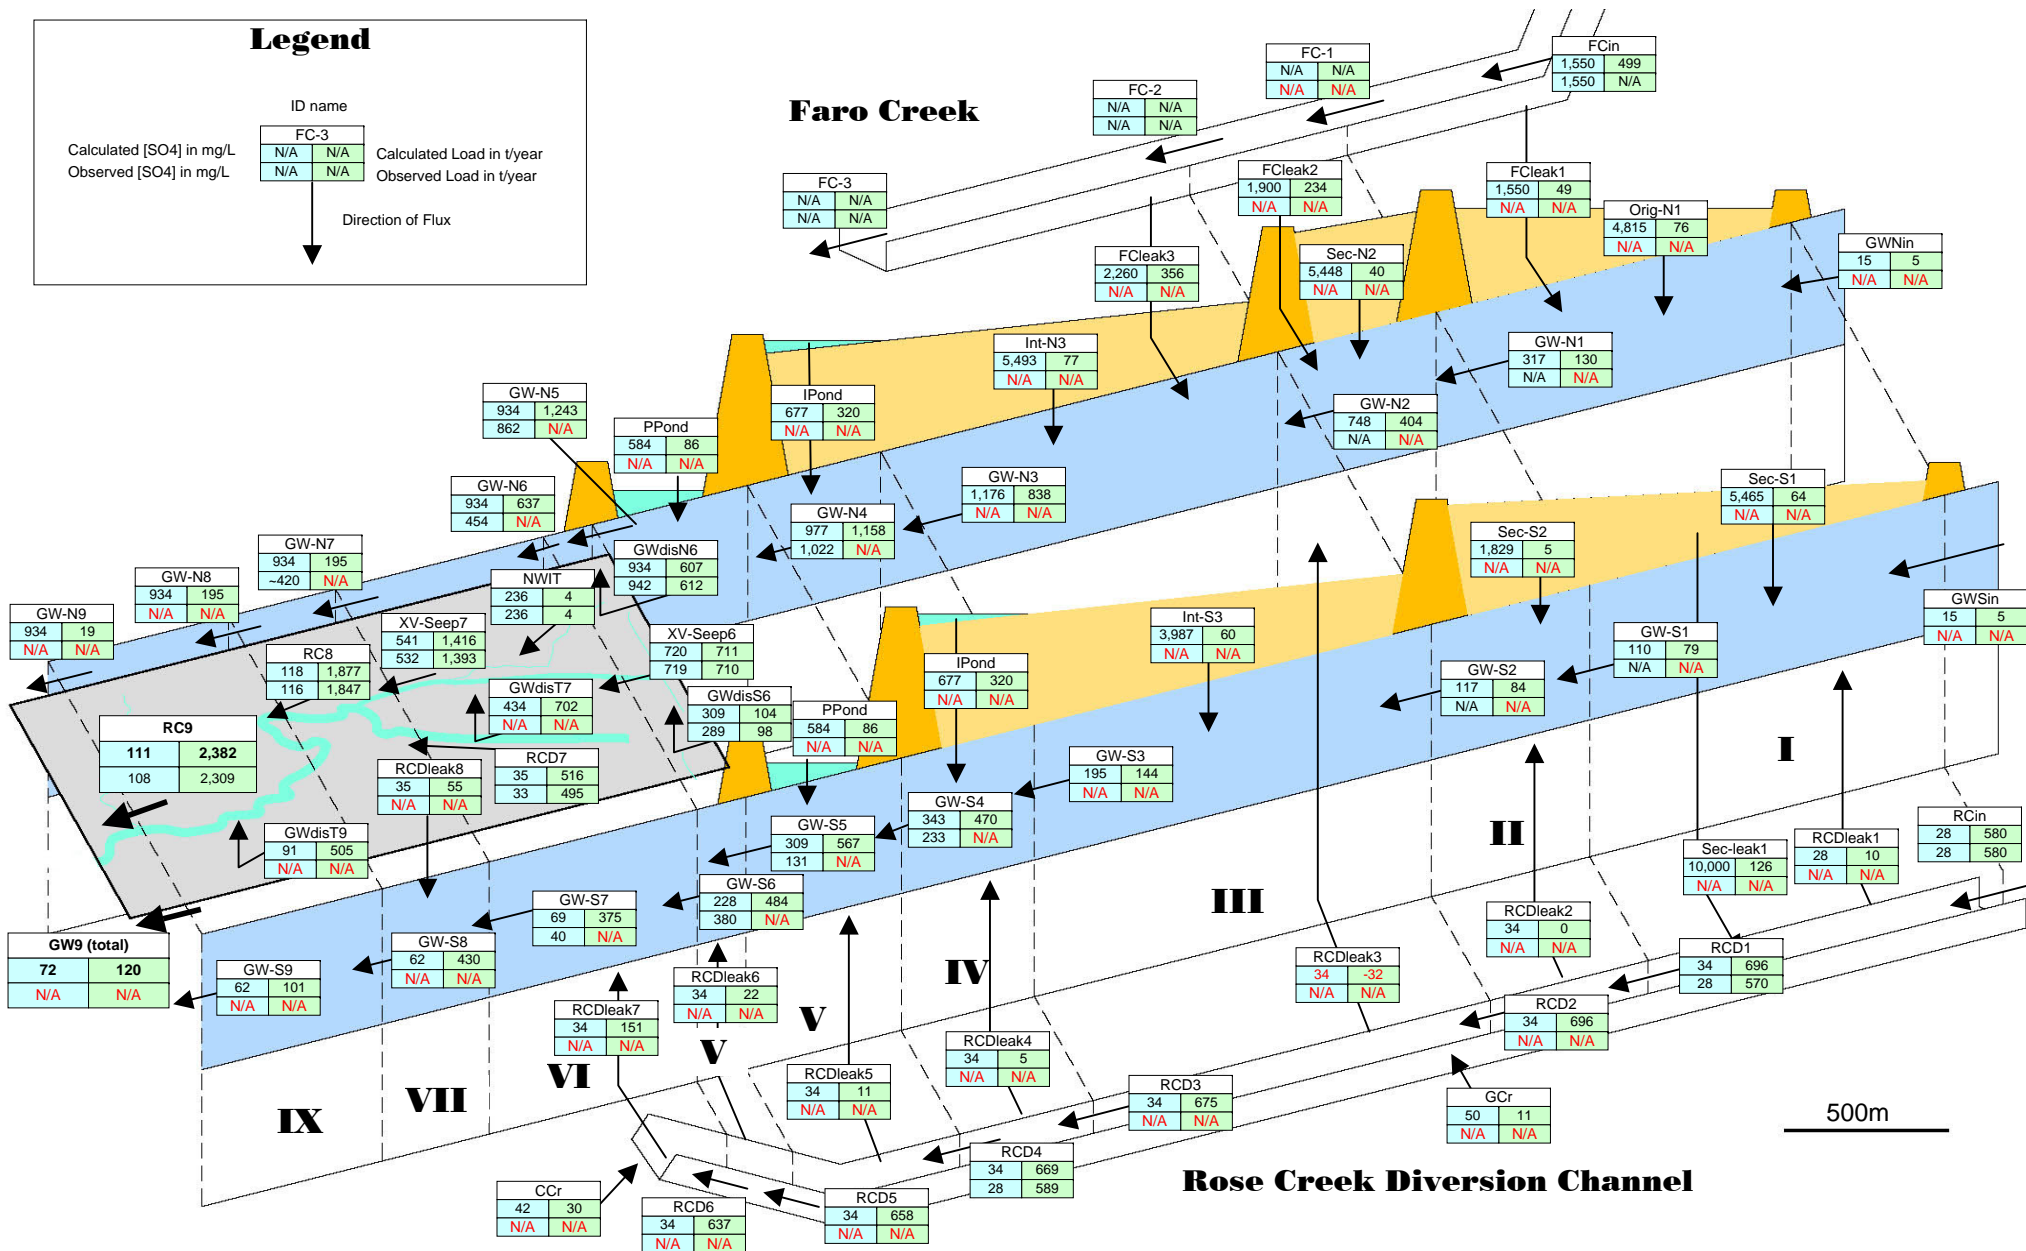 Legend
ID name
FC-3
Calculated [SO4] in mg/L N/A N/A Calculated Load in t/year
Observed [SO4] in mg/L N/A N/A Observed Load in t/year
Direction of Flux
Faro Creek
FCin
1,550 499
1,550 N/A
FC-1
N/A N/A
N/A N/A
FC-2
N/A N/A
N/A N/A
FC-3
N/A N/A
N/A N/A
FCleak2
1,900 234
N/A N/A
FCleak1
1,550 49
N/A N/A
Orig-N1
4,815 76
N/A N/A
GWNin
15 5
N/A N/A
FCleak3
2,260 356
N/A N/A
Sec-N2
5,448 40
N/A N/A
Int-N3
5,493 77
N/A N/A
GW-N1
317 130
N/A N/A
GW-N2
748 404
N/A N/A
IPond
677 320
N/A N/A
GW-N5
934 1,243
862 N/A
PPond
584 86
N/A N/A
GW-N3
1,176 838
N/A N/A
GW-N6
934 637
454 N/A
GW-N4
977 1,158
1,022 N/A
Sec-S1
5,465 64
N/A N/A
Sec-S2
1,829 5
N/A N/A
GW-N7
934 195
~420 N/A
GWdisN6
934 607
942 612
GW-N8
934 195
N/A N/A
NWIT
236 4
236 4
GW-N9
934 19
N/A N/A
XV-Seep7
541 1,416
532 1,393
XV-Seep6
720 711
719 710
RC8
118 1,877
116 1,847
GWdisT7
434 702
N/A N/A
GWdisS6
309 104
289 98
PPond
584 86
N/A N/A
IPond
677 320
N/A N/A
Int-S3
3,987 60
N/A N/A
GW-S2
117 84
N/A N/A
GW-S1
110 79
N/A N/A
GWSin
15 5
N/A N/A
RC9
111 2,382
108 2,309
RCDleak8
35 55
N/A N/A
RCD7
35 516
33 495
GW-S3
195 144
N/A N/A
I
GWdisT9
91 505
N/A N/A
GW-S5
309 567
131 N/A
GW-S4
343 470
233 N/A
II
Sec-leak1
10,000 126
N/A N/A
RCDleak1
28 10
N/A N/A
RCin
28 580
28 580
GW-S7
69 375
40 N/A
GW-S6
228 484
380 N/A
III
RCDleak2
34 0
N/A N/A
GW9 (total)
72 120
N/A N/A
GW-S9
62 101
N/A N/A
GW-S8
62 430
N/A N/A
RCDleak6
34 22
N/A N/A
IV
RCDleak3
34 -32
N/A N/A
RCD1
34 696
28 570
RCDleak7
34 151
N/A N/A
V
RCD2
34 696
N/A N/A
V
RCDleak4
34 5
N/A N/A
RCDleak5
34 11
N/A N/A
VI
VII
IX
RCD3
34 675
N/A N/A
GCr
50 11
N/A N/A
500m
RCD4
34 669
28 589
Rose Creek Diversion Channel
CCr
42 30
N/A N/A
RCD6
34 637
N/A N/A
RCD5
34 658
N/A N/A